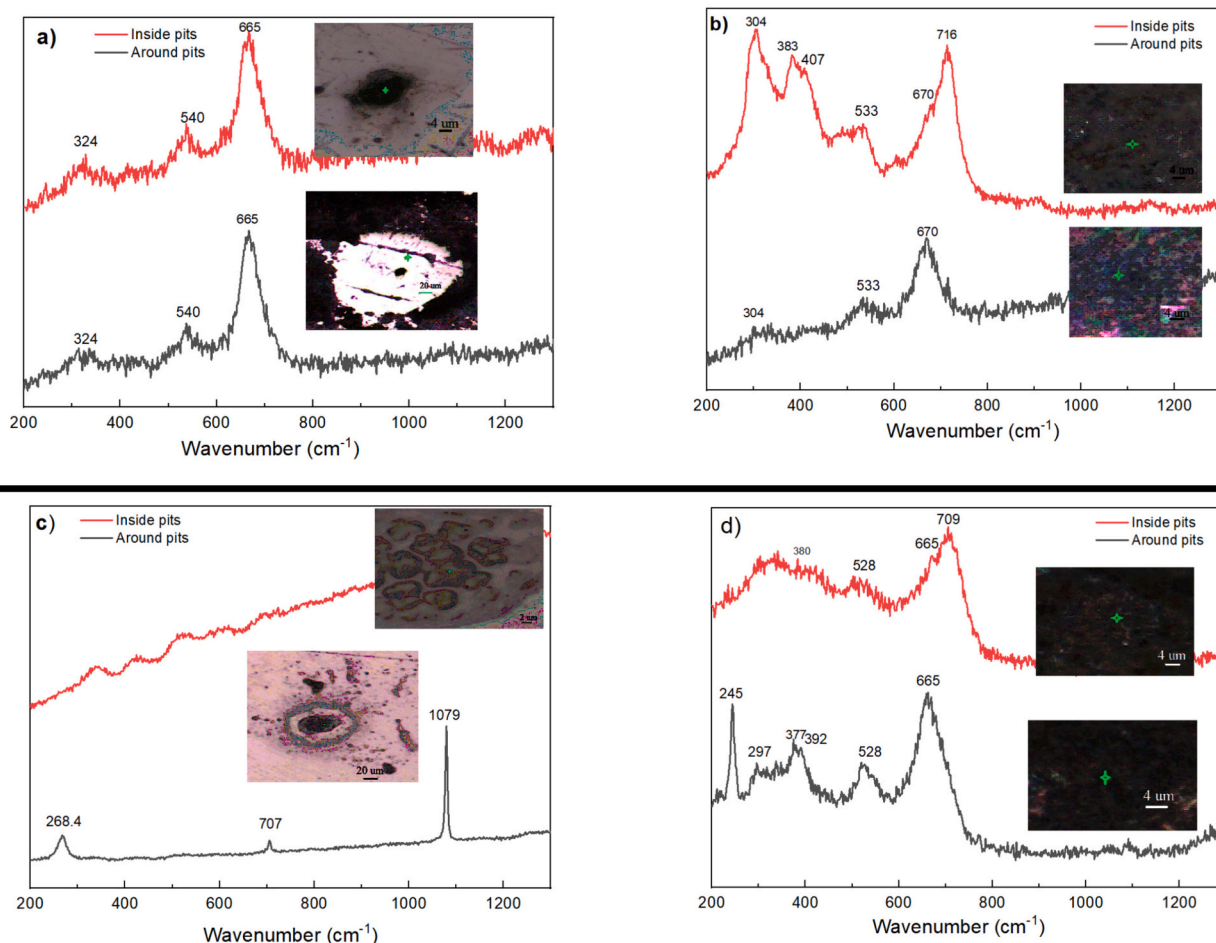 a)
Inside pits
Around pits
665
540
324
4 um
665
540
324
20 um
200 400 600 800 1000 1200
Wavenumber (cm-1)
b)
Inside pits
Around pits
304
383
407
533
670
716
4 um
670
533
304
4 um
200 400 600 800 1000 1200
Wavenumber (cm-1)
c)
Inside pits
Around pits
2 um
20 um
1079
707
268.4
200 400 600 800 1000 1200
Wavenumber (cm-1)
d)
Inside pits
Around pits
709
665
528
380
4 um
665
245
297
377
392
528
4 um
200 400 600 800 1000 1200
Wavenumber (cm-1)